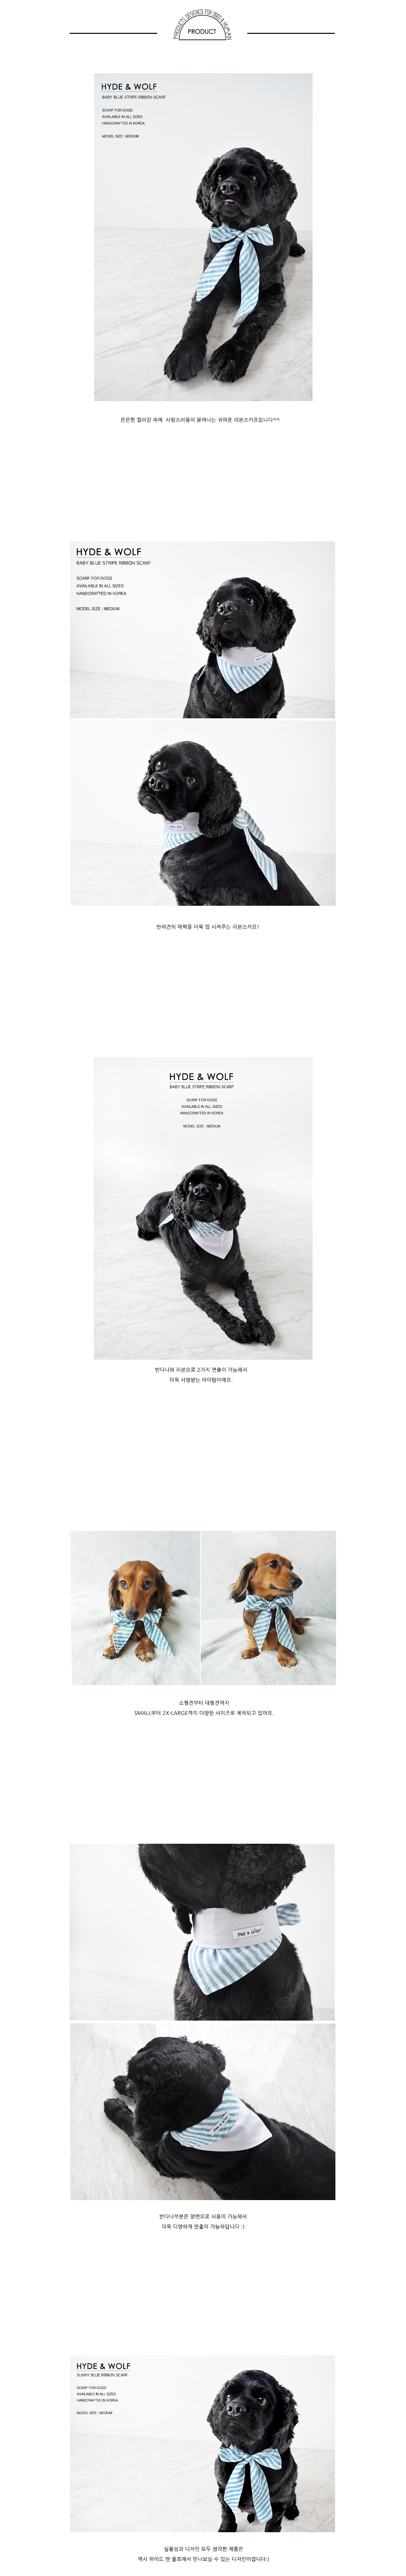 PRODUCTS DESIGNED FOR DOGS & HUMAN
PRODUCT
HYDE & WOLF
BABY BLUE STRIPE RIBBON SCARF
SCARF FOR DOGS
AVAILABLE IN ALL SIZES
HANDCRAFTED IN KOREA
MODEL SIZE : MEDIUM
은은한 컬러감 속에 사랑스러움이 묻어나는 귀여운 리본스카프입니다^^
HYDE & WOLF
BABY BLUE STRIPE RIBBON SCARF
SCARF FOR DOGS
AVAILABLE IN ALL SIZES
HANDCRAFTED IN KOREA
MODEL SIZE : MEDIUM
반려견의 매력을 더욱 업 시켜주는 리본스카프!
HYDE & WOLF
BABY BLUE STRIPE RIBBON SCARF
SCARF FOR DOGS
AVAILABLE IN ALL SIZES
HANDCRAFTED IN KOREA
MODEL SIZE : MEDIUM
반다나와 리본으로 2가지 연출이 가능해서
더욱 사랑받는 아이템이에요.
소형견부터 대형견까지
SMALL부터 2X-LARGE까지 다양한 사이즈로 제작되고 있어요.
HYDE & WOLF
반다나부분은 양면으로 사용이 가능해서
더욱 다양하게 연출이 가능하답니다 :)
HYDE & WOLF
SUNNY BLUE RIBBON SCARF
SCARF FOR DOGS
AVAILABLE IN ALL SIZES
HANDCRAFTED IN KOREA
MODEL SIZE : MEDIUM
실용성과 디자인 모두 생각한 제품은
역시 하이드 앤 울프에서 만나보실 수 있는 디자인이랍니다:)